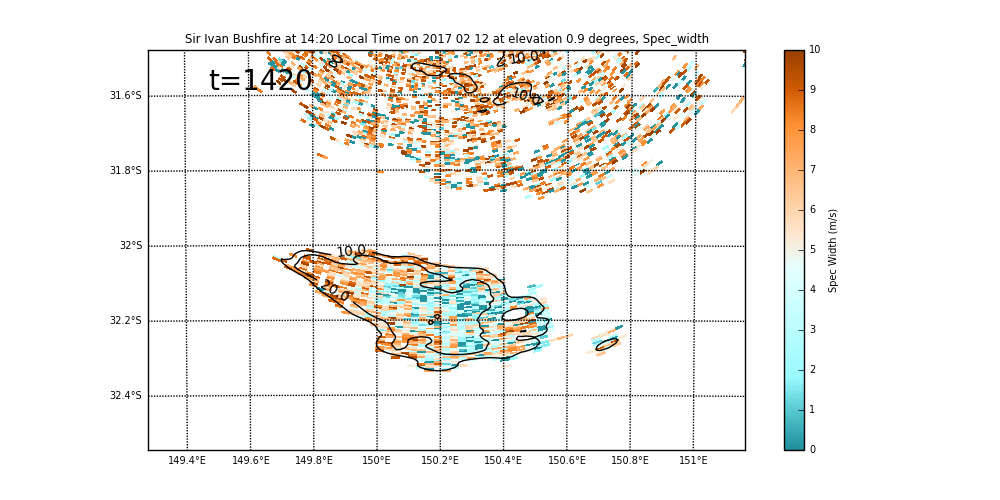 Sir Ivan Bushfire at 14:20 Local Time on 2017 02 12 at elevation 0.9 degrees, Spec_width
t=1420
10.0
10.0
31.6°S
31.8°S
32°S
32.2°S
32.4°S
10.0
20.0
149.4°E 149.6°E 149.8°E 150°E 150.2°E 150.4°E 150.6°E 150.8°E 151°E
10
9
8
7
6
5
4
3
2
1
0
Spec Width (m/s)